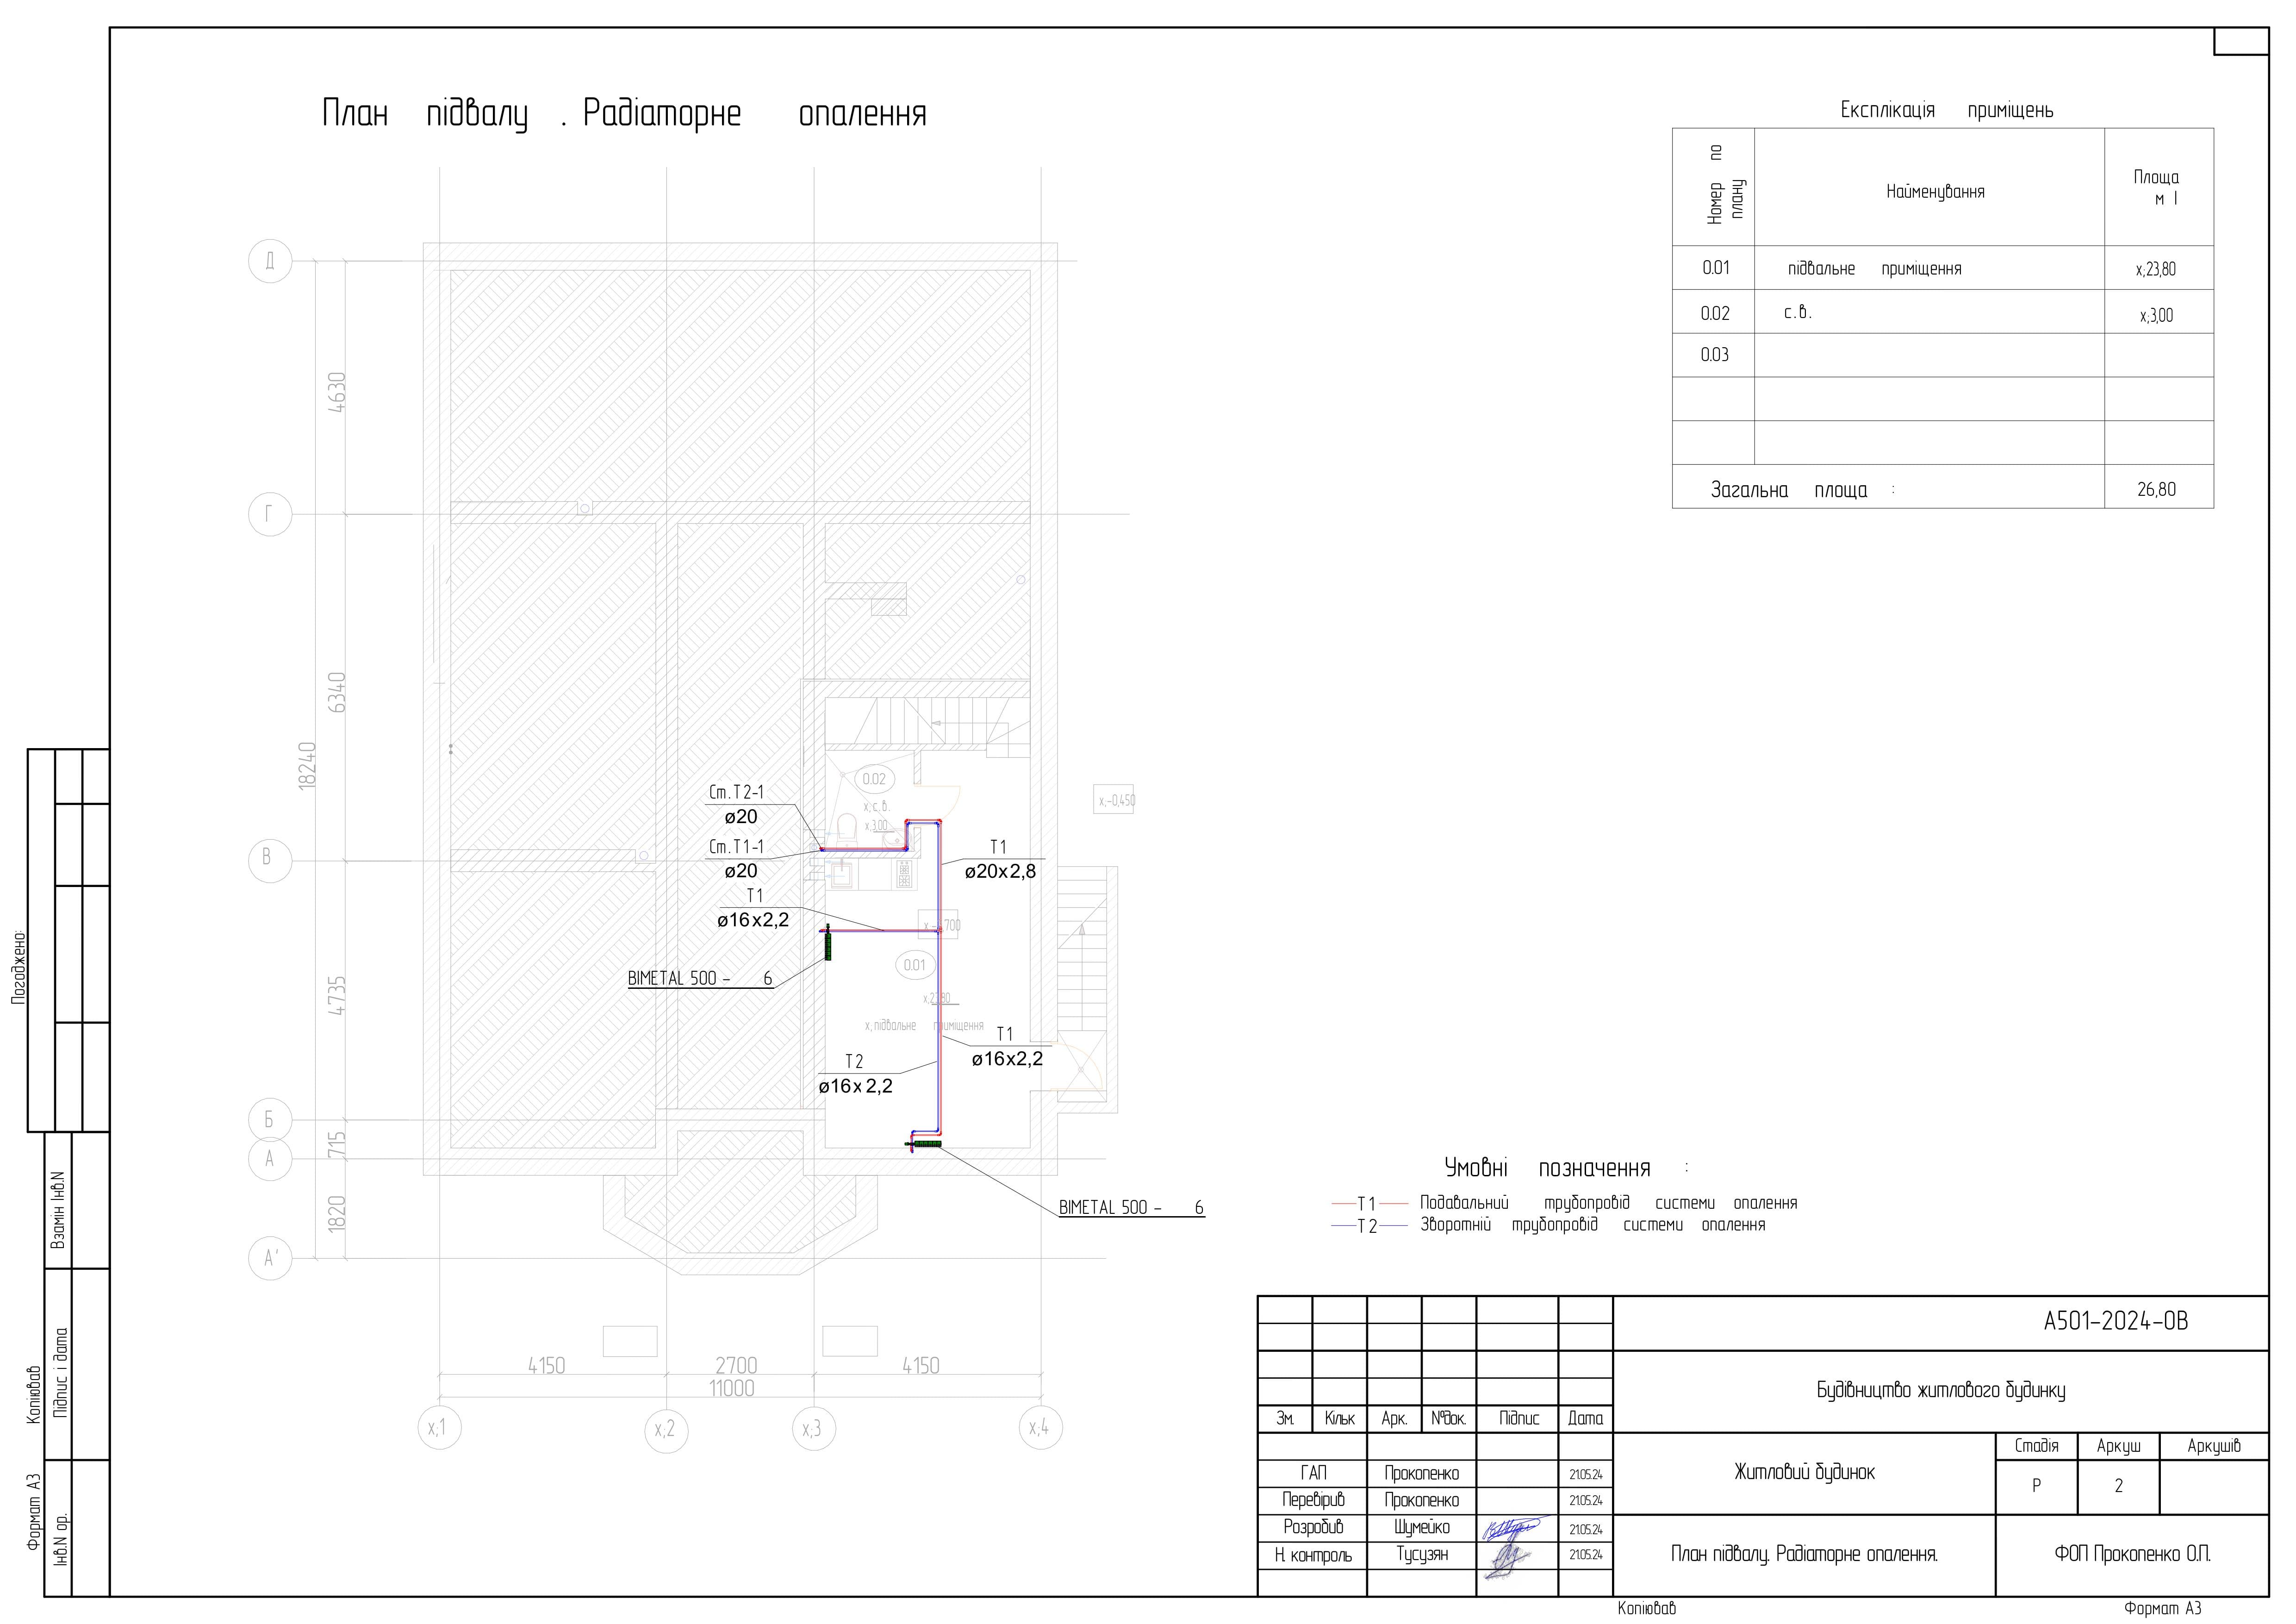 План підвалу . Радіаторне опалення
Експлікація приміщень
Номер по
плану
Найменування
Площа
м I
0.01 підвальне приміщення х;23,80
0.02 с.в. х;3,00
0.03
Загальна площа : 26,80
Д
Г
В
Б
А
А'
4630
6340
18240
4735
715
1820
0.02
х; с.в.
х;3,00
х;-0,450
Ст.Т2-1
ø20
Ст.Т1-1
ø20
Т1
ø20х2,8
Т1
ø16х2,2
0.01
BIMETAL 500 - 6
х; підвальне приміщення
Т1
ø16х2,2
Т2
ø16х2,2
BIMETAL 500 - 6
4150
2700
4150
11000
х;1
х;2
х;3
х;4
Умовні позначення :
Т1 Подавальний трубопровід системи опалення
Т2 Зворотній трубопровід системи опалення
А501-2024-ОВ
Будівництво житлового будинку
Зм. Кільк Арк. №док. Підпис Дата
Житловий будинок
Стадія Аркуш Аркушів
Р 2
ГАП Прокопенко 21.05.24
Перевірив Прокопенко 21.05.24
Розробив Шумейко 21.05.24
Н. контроль Тусузян 21.05.24
План підвалу. Радіаторне опалення.
ФОП Прокопенко О.П.
Копіював
Формат А3
Погоджено:
Взамін Інв.N
Підпис і дата
Інв.N ор.
Копіював
Формат А3